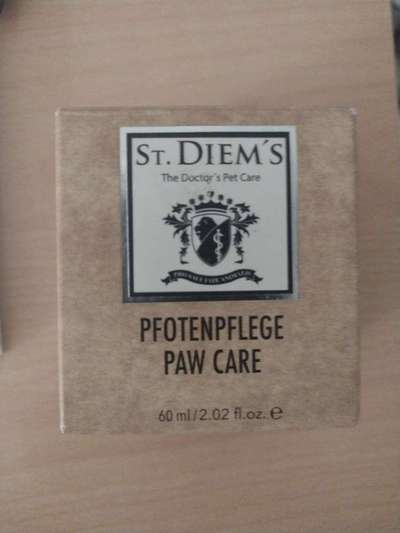 ST. DIEM´S
The Doctor´s Pet Care
PFOTENPFLEGE
PAW CARE
60 ml/2.02 fl.oz. ℮